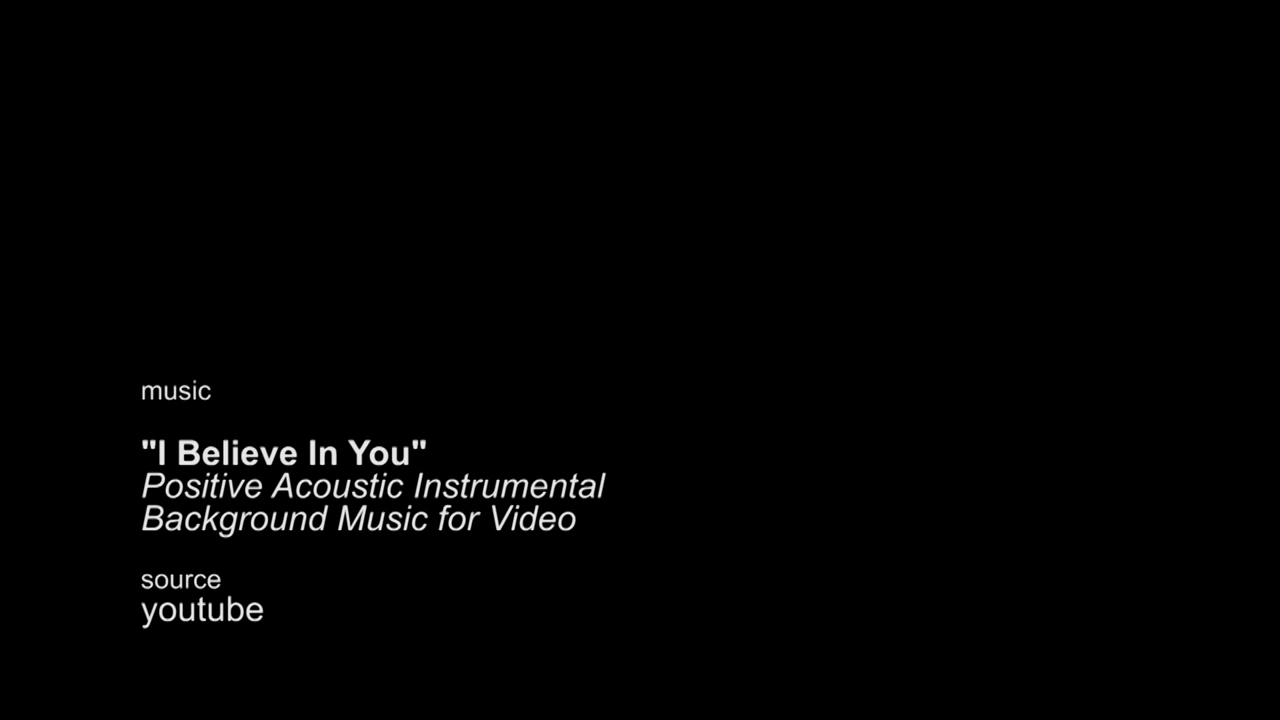 music
"I Believe In You"
Positive Acoustic Instrumental
Background Music for Video
source
youtube